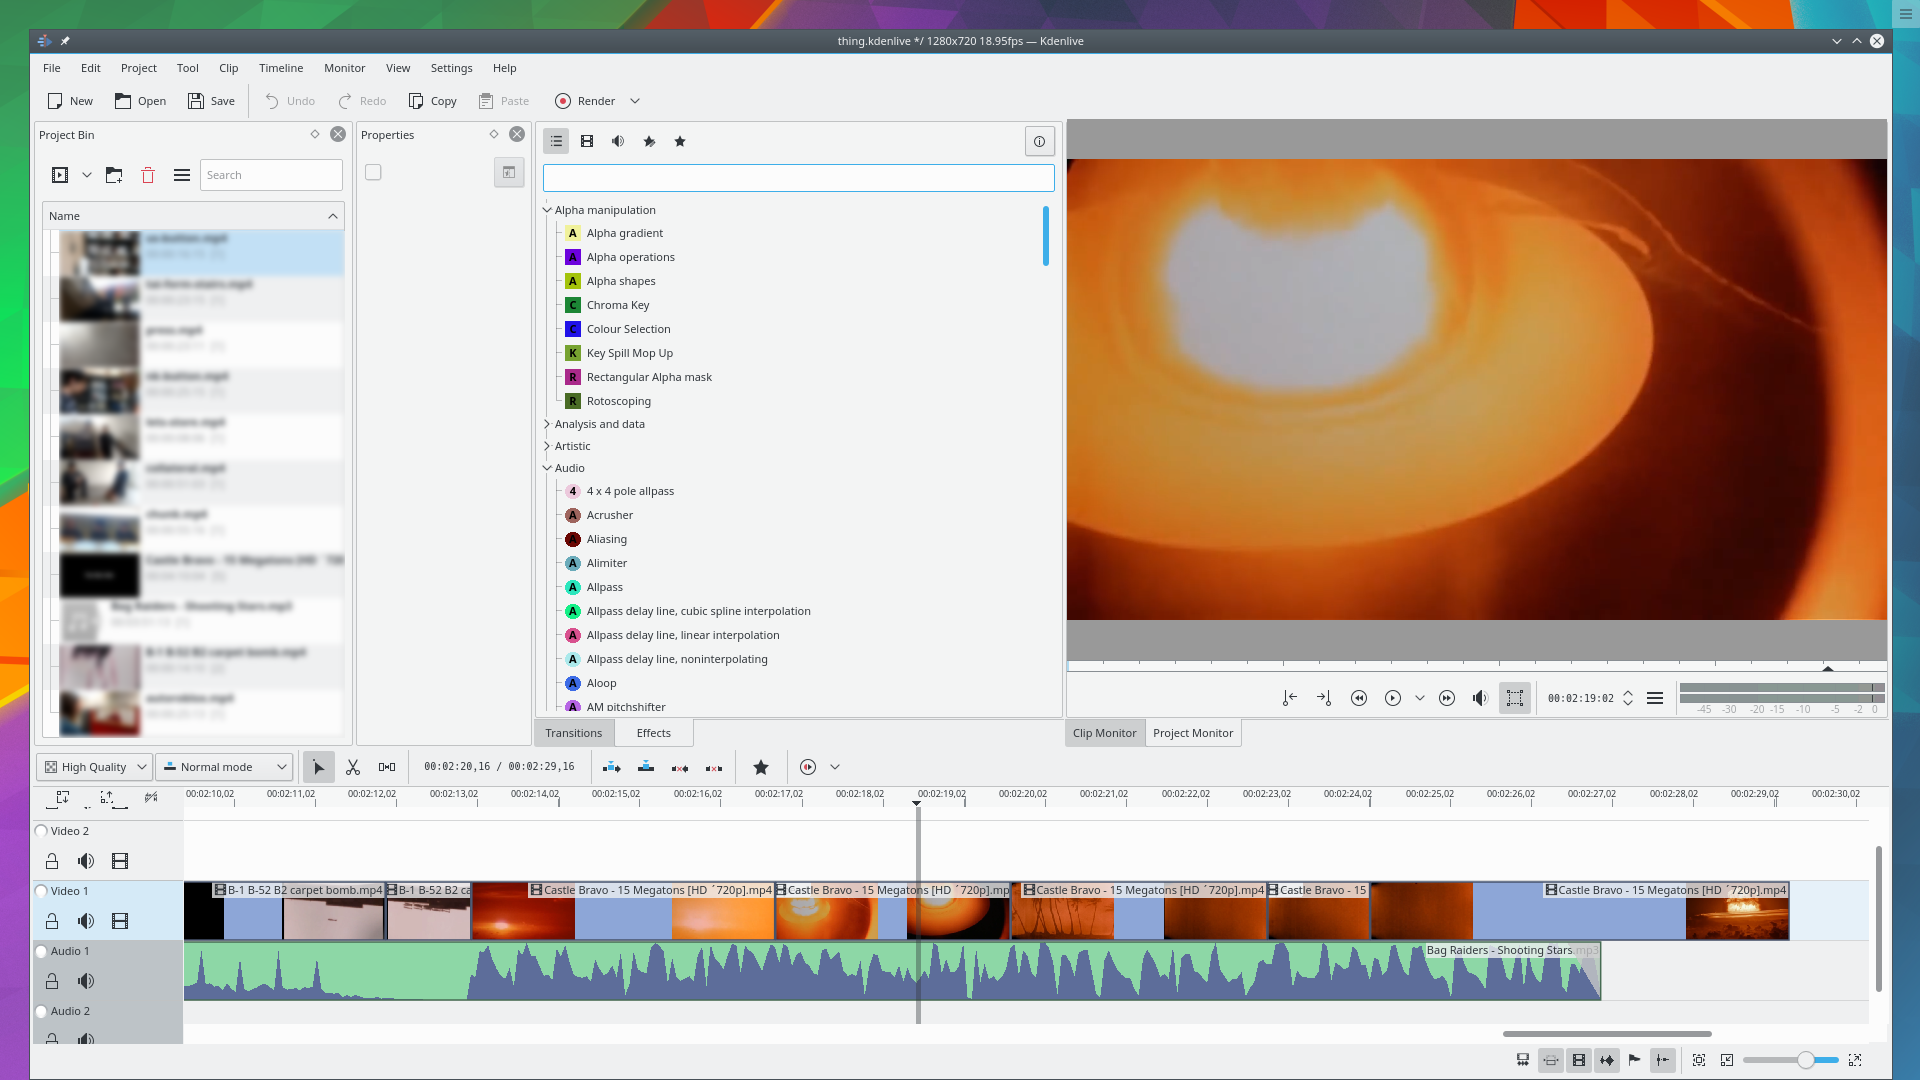 thing.kdenlive */ 1280x720 18.95fps — Kdenlive
File Edit Project Tool Clip Timeline Monitor View Settings Help
New Open Save Undo Redo Copy Paste Render
Project Bin
Search
Name
Properties
Alpha manipulation
A Alpha gradient
A Alpha operations
A Alpha shapes
C Chroma Key
C Colour Selection
K Key Spill Mop Up
R Rectangular Alpha mask
R Rotoscoping
Analysis and data
Artistic
Audio
4 4 x 4 pole allpass
A Acrusher
A Aliasing
A Alimiter
A Allpass
A Allpass delay line, cubic spline interpolation
A Allpass delay line, linear interpolation
A Allpass delay line, noninterpolating
A Aloop
A AM pitchshifter
Transitions Effects
00:02:19:02
-45 -30 -20 -15 -10 -5 -2 0
Clip Monitor Project Monitor
High Quality Normal mode 00:02:20,16 / 00:02:29,16
00:02:10,02 00:02:11,02 00:02:12,02 00:02:13,02 00:02:14,02 00:02:15,02 00:02:16,02 00:02:17,02 00:02:18,02 00:02:19,02 00:02:20,02 00:02:21,02 00:02:22,02 00:02:23,02 00:02:24,02 00:02:25,02 00:02:26,02 00:02:27,02 00:02:28,02 00:02:29,02 00:02:30,02
Video 2
Video 1
B-1 B-52 B2 carpet bomb.mp4 B-1 B-52 B2 ca Castle Bravo - 15 Megatons [HD ´720p].mp4 Castle Bravo - 15 Megatons [HD ´720p].mp Castle Bravo - 15 Megatons [HD ´720p].mp4 Castle Bravo - 15 Castle Bravo - 15 Megatons [HD ´720p].mp4
Audio 1
Bag Raiders - Shooting Stars.mp3
Audio 2